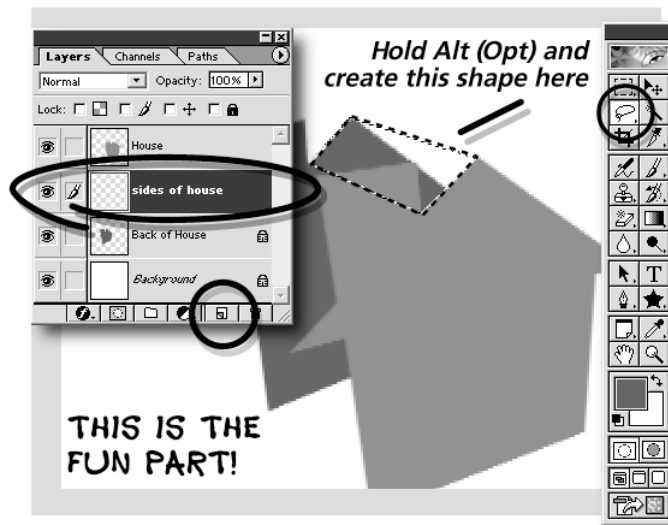 Layers Channels Paths
Normal Opacity: 100%
Lock:
House
sides of house
Back of House
Background
Hold Alt (Opt) and
create this shape here
T
THIS IS THE
FUN PART!